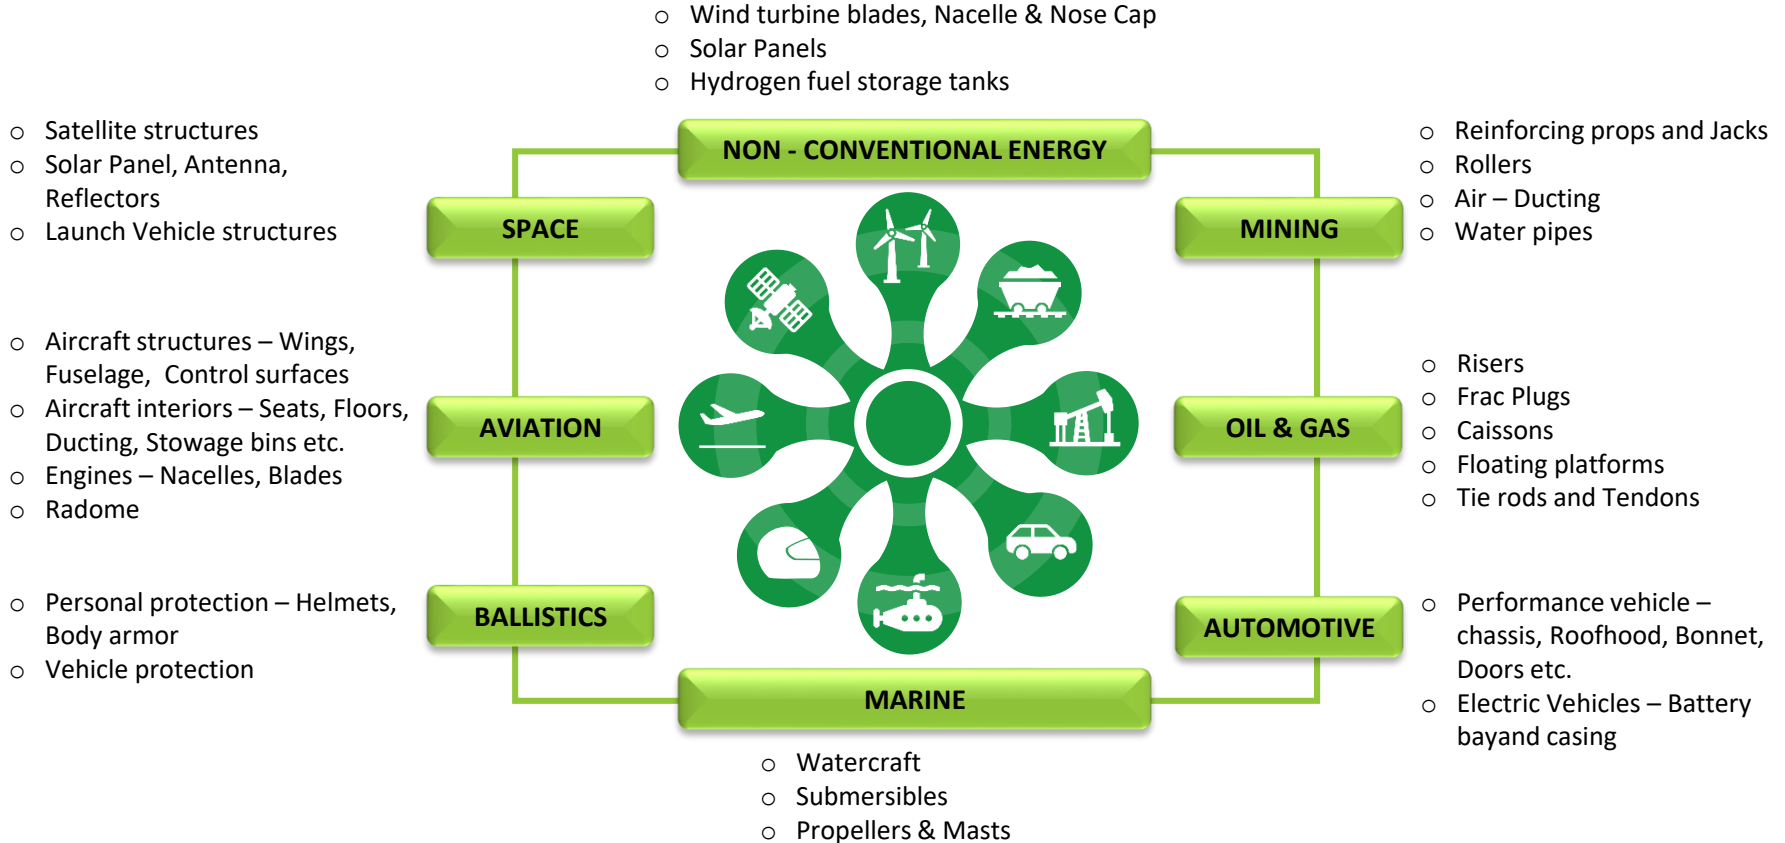 o Wind turbine blades, Nacelle & Nose Cap
o Solar Panels
o Hydrogen fuel storage tanks
NON - CONVENTIONAL ENERGY
o Satellite structures
o Solar Panel, Antenna,
Reflectors
o Launch Vehicle structures
SPACE
o Aircraft structures – Wings,
Fuselage, Control surfaces
o Aircraft interiors – Seats, Floors,
Ducting, Stowage bins etc.
o Engines – Nacelles, Blades
o Radome
AVIATION
o Personal protection – Helmets,
Body armor
o Vehicle protection
BALLISTICS
o Reinforcing props and Jacks
o Rollers
o Air – Ducting
o Water pipes
MINING
o Risers
o Frac Plugs
o Caissons
o Floating platforms
o Tie rods and Tendons
OIL & GAS
o Performance vehicle –
chassis, Roofhood, Bonnet,
Doors etc.
o Electric Vehicles – Battery
bayand casing
AUTOMOTIVE
MARINE
o Watercraft
o Submersibles
o Propellers & Masts